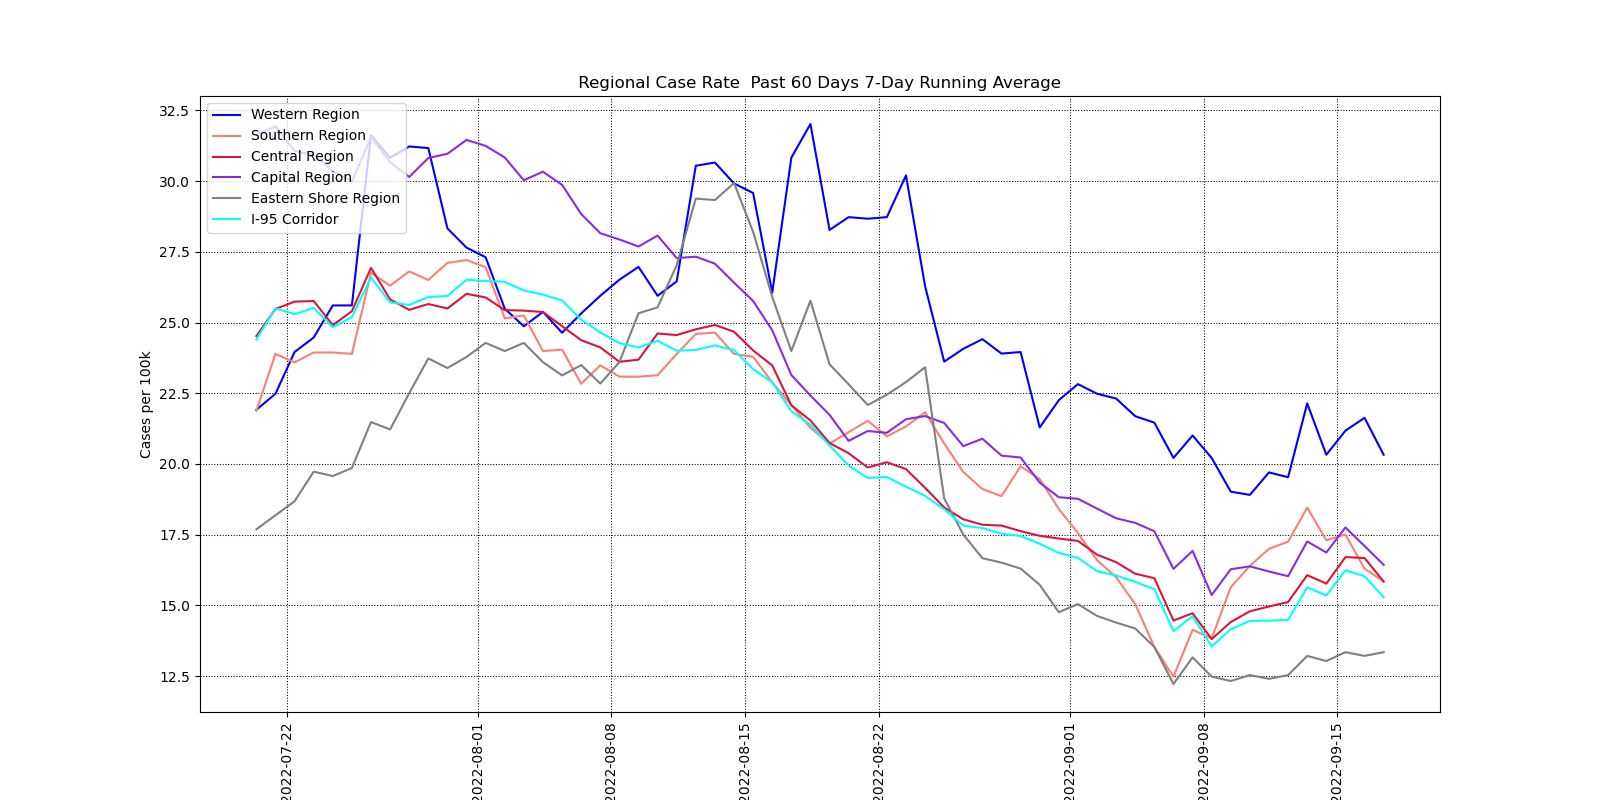 Regional Case Rate  Past 60 Days 7-Day Running Average
32.5
30.0
27.5
25.0
22.5
20.0
17.5
15.0
12.5
Cases per 100k
Western Region
Southern Region
Central Region
Capital Region
Eastern Shore Region
I-95 Corridor
2022-07-22
2022-08-01
2022-08-08
2022-08-15
2022-08-22
2022-09-01
2022-09-08
2022-09-15